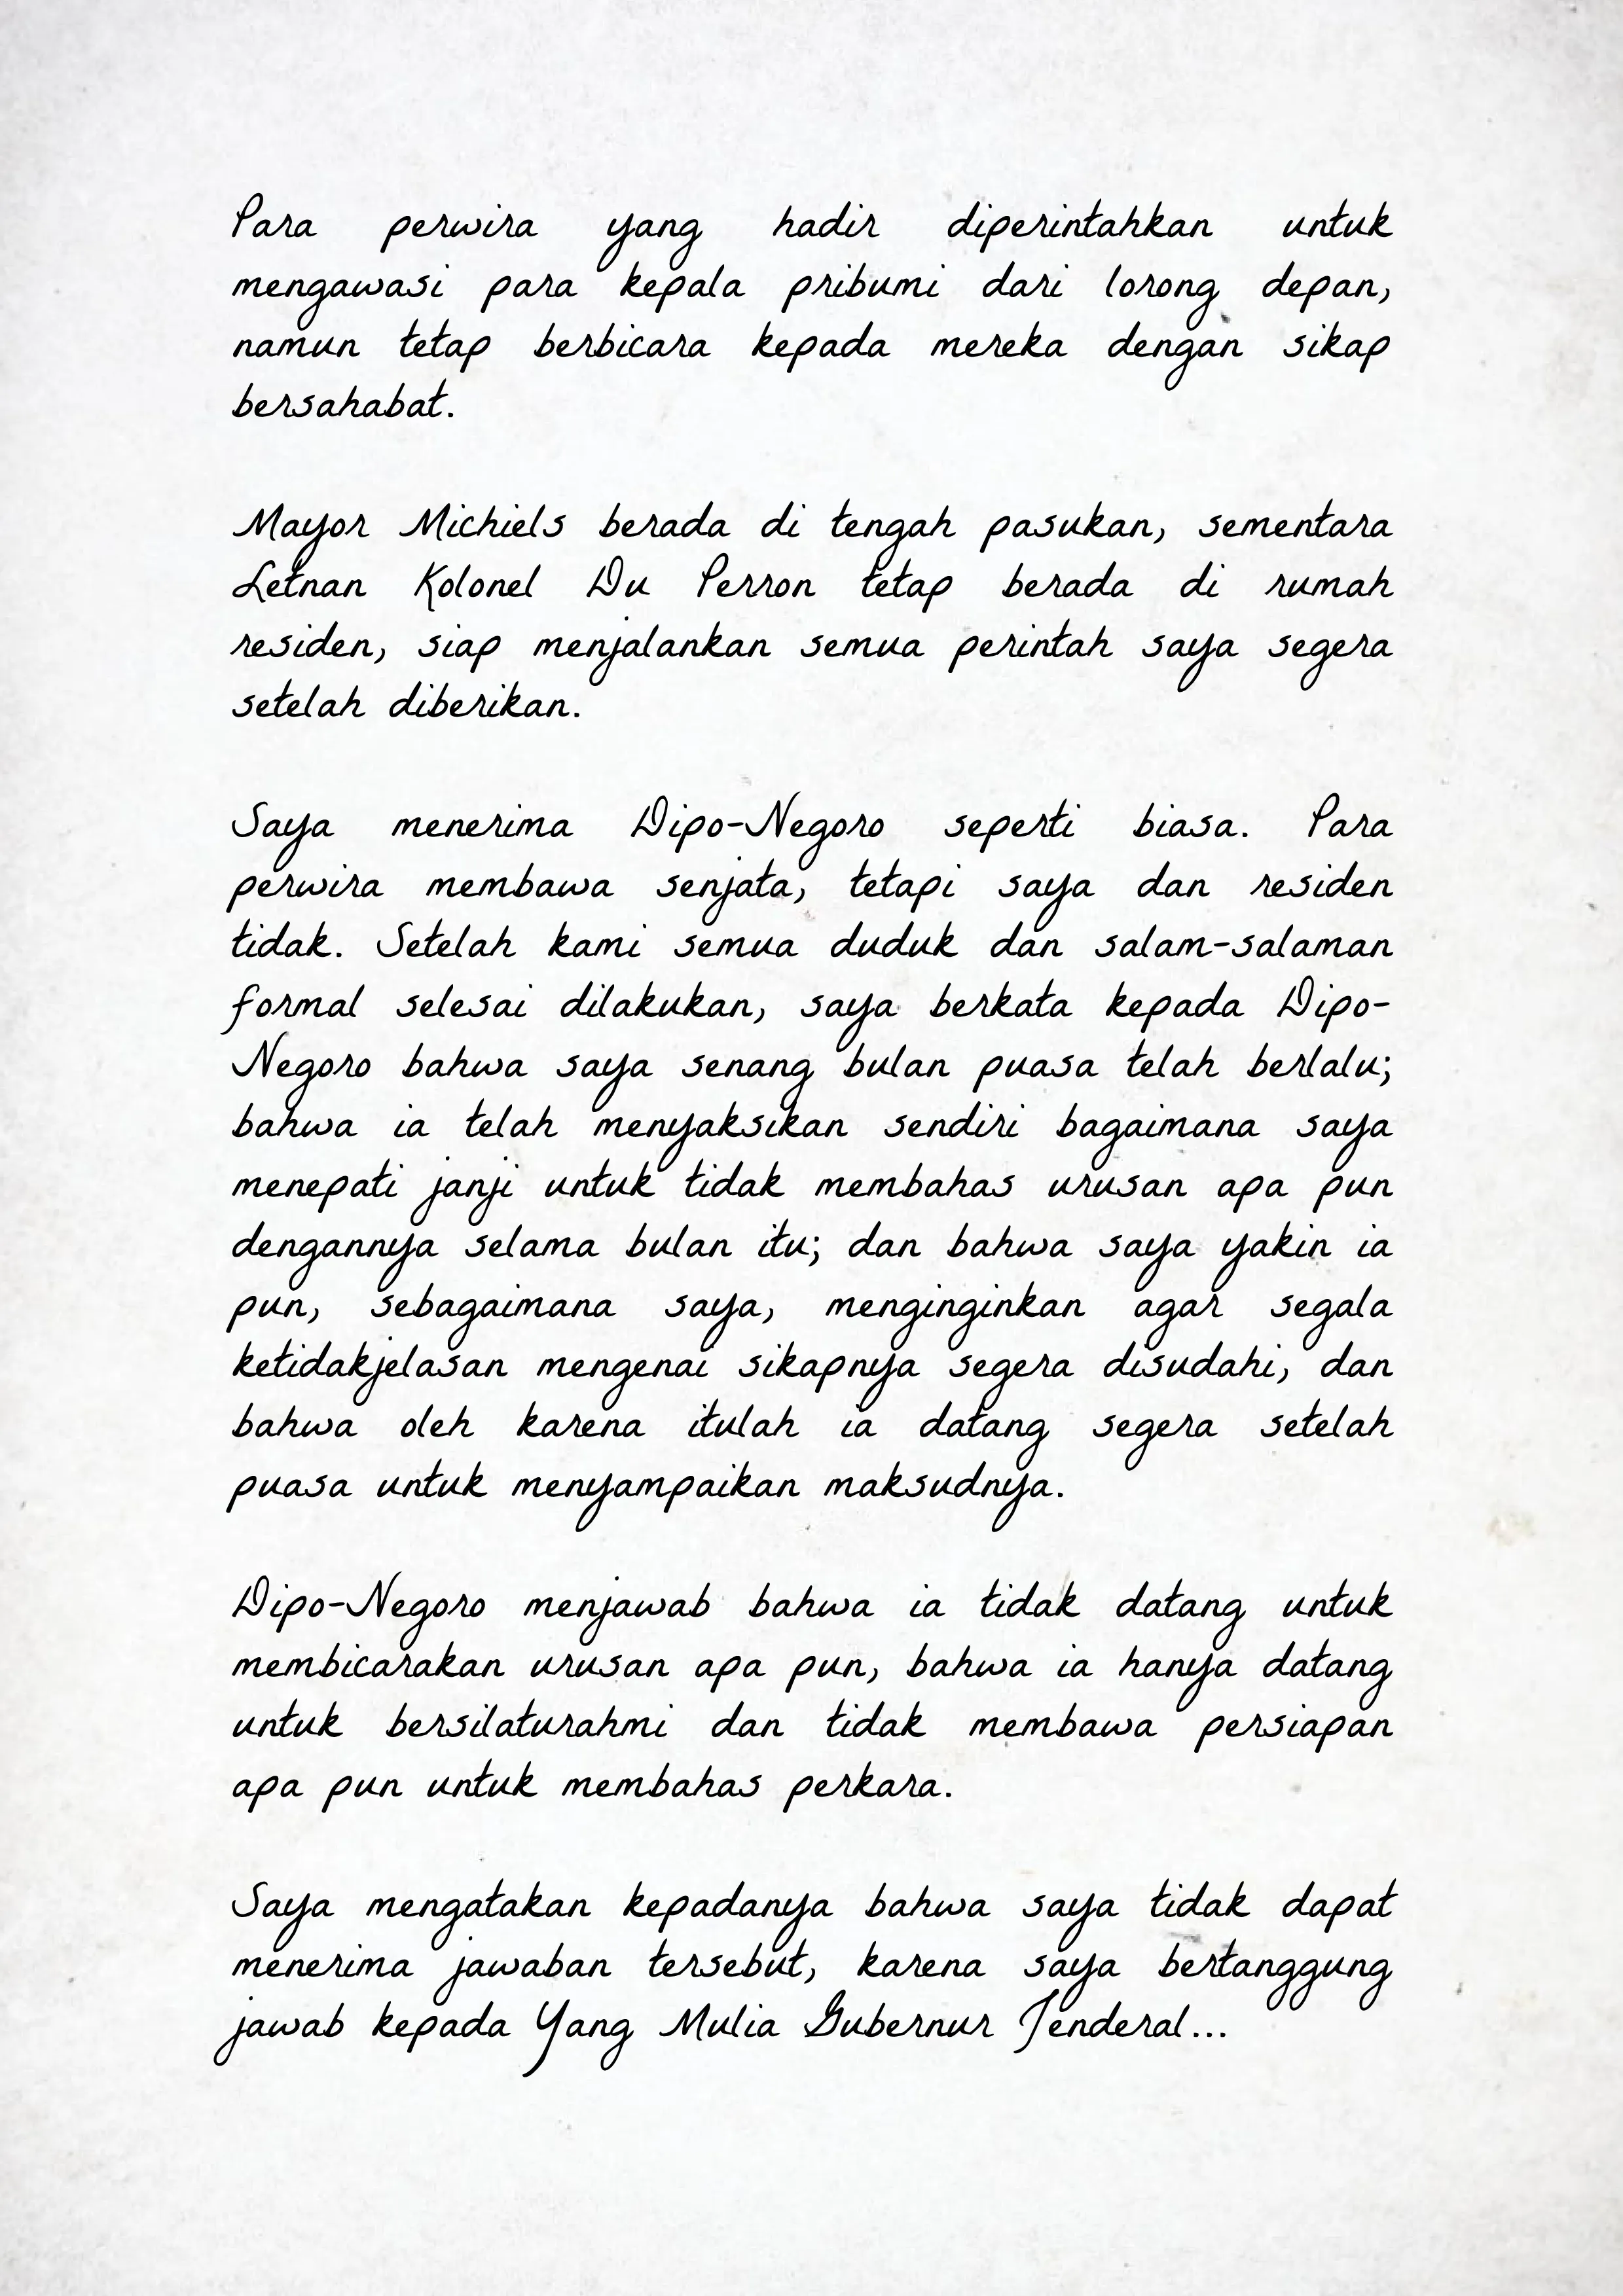 Para perwira yang hadir diperintahkan untuk
mengawasi para kepala pribumi dari lorong depan,
namun tetap berbicara kepada mereka dengan sikap
bersahabat.
Mayor Michiels berada di tengah pasukan, sementara
Letnan Kolonel Du Perron tetap berada di rumah
residen, siap menjalankan semua perintah saya segera
setelah diberikan.
Saya menerima Dipo-Negoro seperti biasa. Para
perwira membawa senjata, tetapi saya dan residen
tidak. Setelah kami semua duduk dan salam-salaman
formal selesai dilakukan, saya berkata kepada Dipo-
Negoro bahwa saya senang bulan puasa telah berlalu;
bahwa ia telah menyaksikan sendiri bagaimana saya
menepati janji untuk tidak membahas urusan apa pun
dengannya selama bulan itu; dan bahwa saya yakin ia
pun, sebagaimana saya, menginginkan agar segala
ketidakjelasan mengenai sikapnya segera disudahi, dan
bahwa oleh karena itulah ia datang segera setelah
puasa untuk menyampaikan maksudnya.
Dipo-Negoro menjawab bahwa ia tidak datang untuk
membicarakan urusan apa pun, bahwa ia hanya datang
untuk bersilaturahmi dan tidak membawa persiapan
apa pun untuk membahas perkara.
Saya mengatakan kepadanya bahwa saya tidak dapat
menerima jawaban tersebut, karena saya bertanggung
jawab kepada Yang Mulia Gubernur Jenderal...